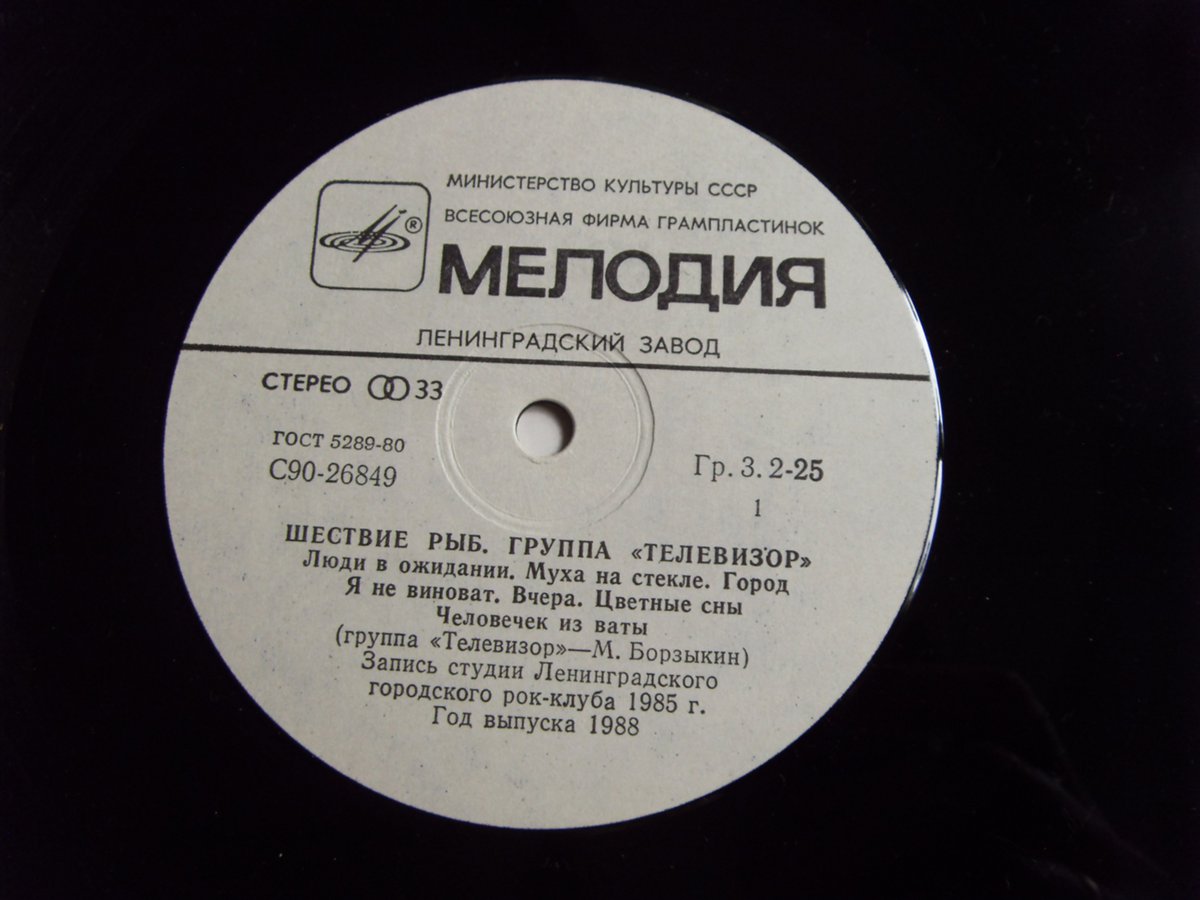 МИНИСТЕРСТВО КУЛЬТУРЫ СССР
ВСЕСОЮЗНАЯ ФИРМА ГРАМПЛАСТИНОК
®
МЕЛОДИЯ
ЛЕНИНГРАДСКИЙ ЗАВОД
СТЕРЕО 33
ГОСТ 5289-80
С90-26849
Гр. 3. 2-25
1
ШЕСТВИЕ РЫБ. ГРУППА «ТЕЛЕВИЗОР»
Люди в ожидании. Муха на стекле. Город
Я не виноват. Вчера. Цветные сны
Человечек из ваты
(группа «Телевизор»—М. Борзыкин)
Запись студии Ленинградского
городского рок-клуба 1985 г.
Год выпуска 1988